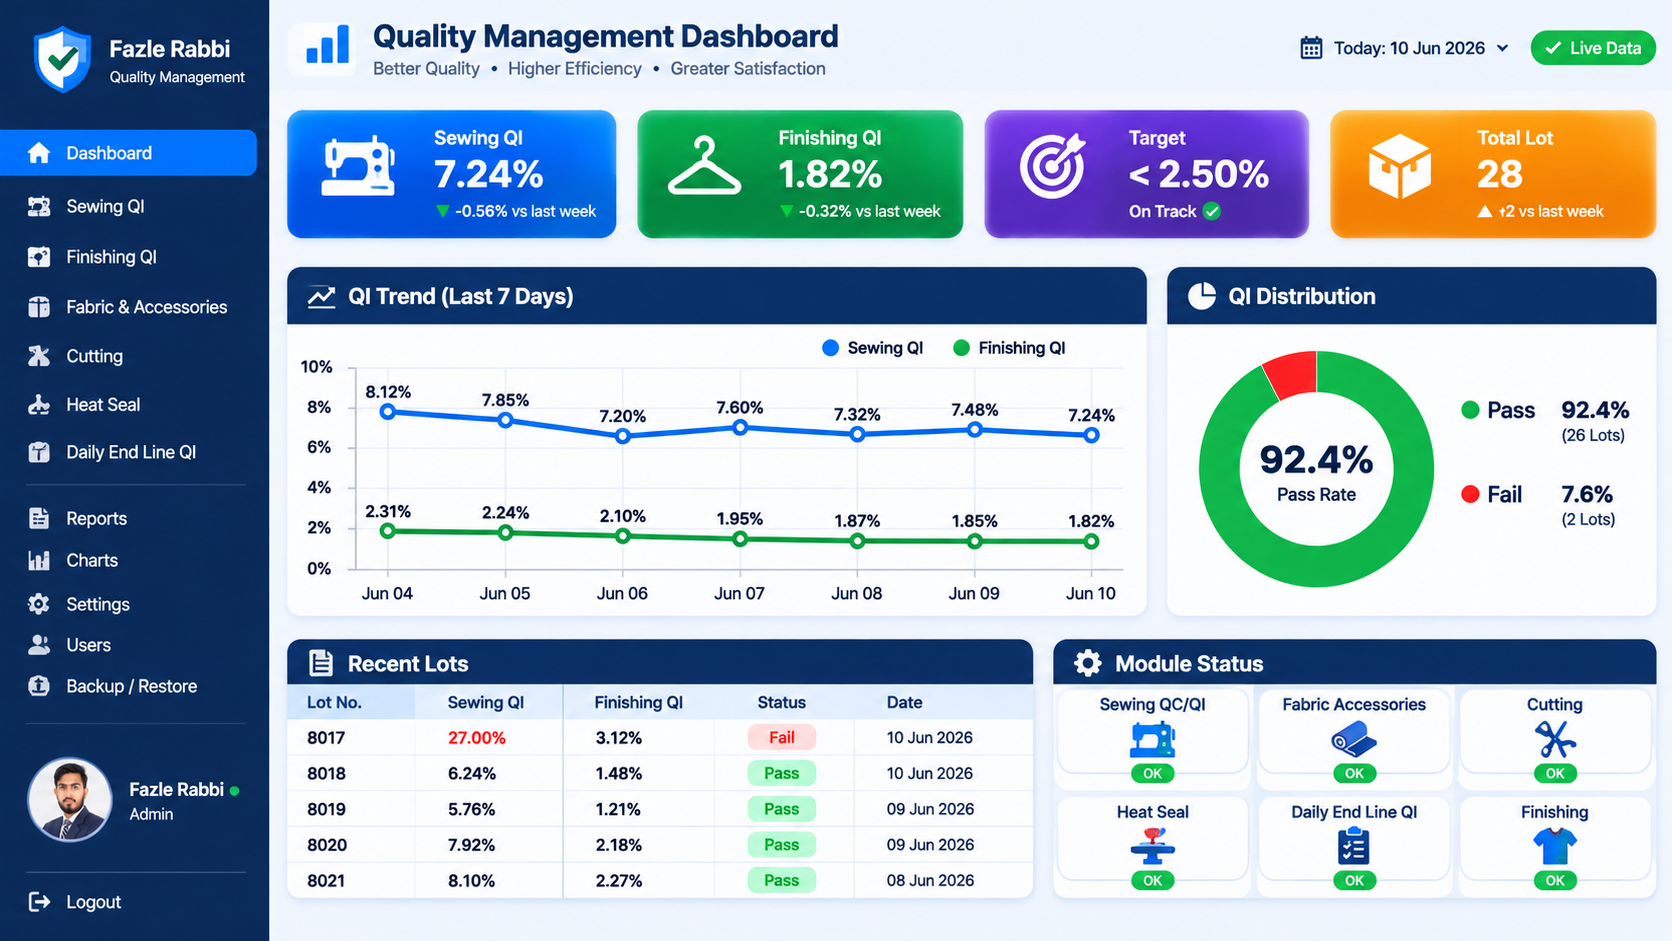 Fazle Rabbi
Quality Management
Dashboard
Sewing QI
Finishing QI
Fabric & Accessories
Cutting
Heat Seal
Daily End Line QI
Reports
Charts
Settings
Users
Backup / Restore
Fazle Rabbi
Admin
Logout
Quality Management Dashboard
Better Quality • Higher Efficiency • Greater Satisfaction
Today: 10 Jun 2026
Live Data
Sewing QI
7.24%
▼ -0.56% vs last week
Finishing QI
1.82%
▼ -0.32% vs last week
Target
< 2.50%
On Track
Total Lot
28
▲ +2 vs last week
QI Trend (Last 7 Days)
Sewing QI Finishing QI
10%
8%
6%
4%
2%
0%
8.12% 7.85% 7.20% 7.60% 7.32% 7.48% 7.24%
2.31% 2.24% 2.10% 1.95% 1.87% 1.85% 1.82%
Jun 04 Jun 05 Jun 06 Jun 07 Jun 08 Jun 09 Jun 10
QI Distribution
92.4%
Pass Rate
Pass 92.4%
(26 Lots)
Fail 7.6%
(2 Lots)
Recent Lots
Lot No. Sewing QI Finishing QI Status Date
8017 27.00% 3.12% Fail 10 Jun 2026
8018 6.24% 1.48% Pass 10 Jun 2026
8019 5.76% 1.21% Pass 09 Jun 2026
8020 7.92% 2.18% Pass 09 Jun 2026
8021 8.10% 2.27% Pass 08 Jun 2026
Module Status
Sewing QC/QI Fabric Accessories Cutting
OK OK OK
Heat Seal Daily End Line QI Finishing
OK OK OK